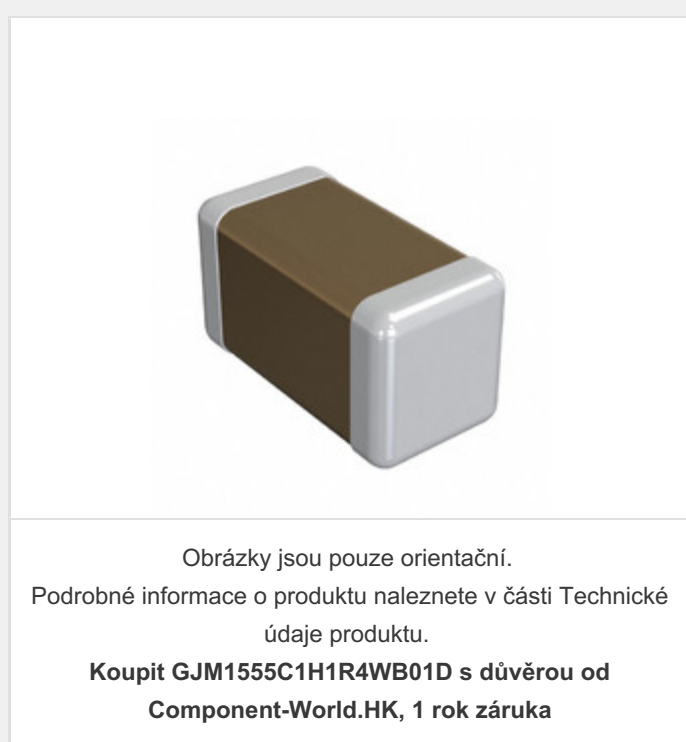 Obrázky jsou pouze orientační.
Podrobné informace o produktu naleznete v části Technické
údaje produktu.
Koupit GJM1555C1H1R4WB01D s důvěrou od
Component-World.HK, 1 rok záruka